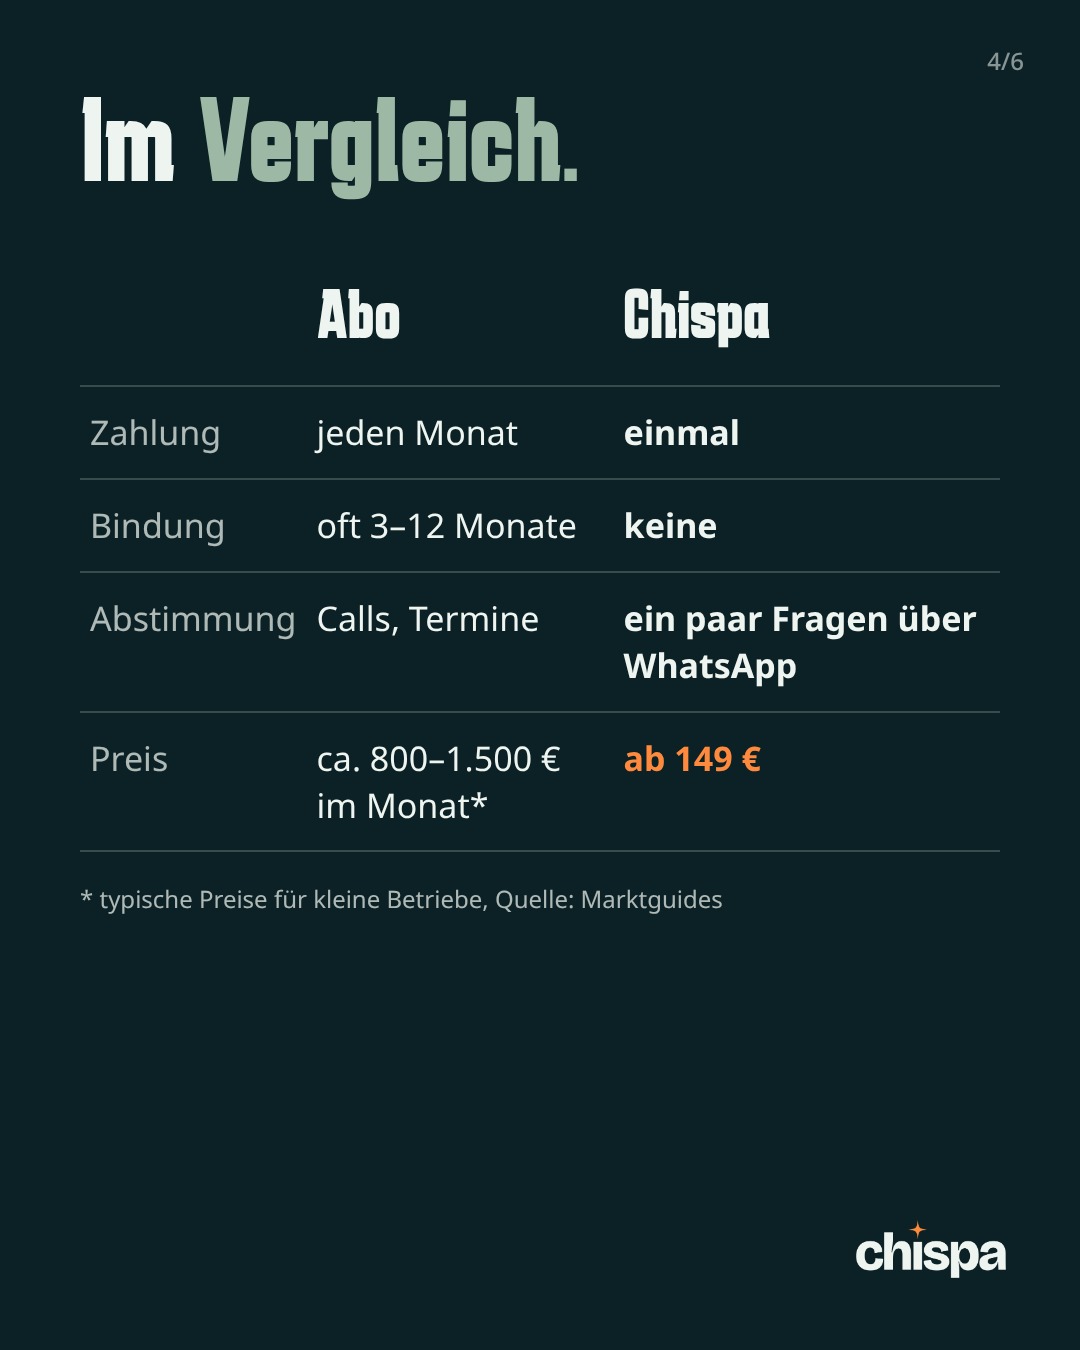 4/6
Im Vergleich.
Abo Chispa
Zahlung jeden Monat einmal
Bindung oft 3–12 Monate keine
Abstimmung Calls, Termine ein paar Fragen über
WhatsApp
Preis ca. 800–1.500 € ab 149 €
im Monat*
* typische Preise für kleine Betriebe, Quelle: Marktguides
chispa